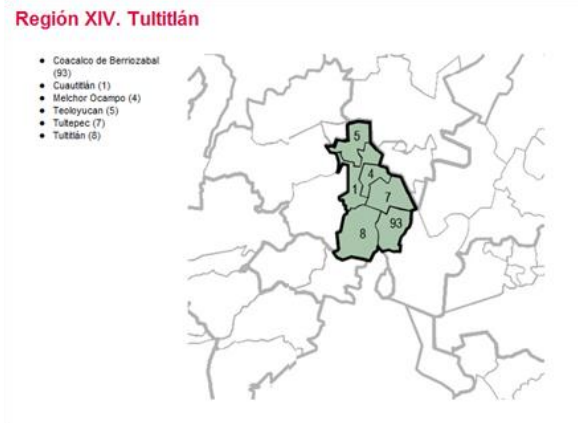 Región XIV. Tultitlán
• Coacalco de Berriozabal
(93)
• Cuautitlán (1)
• Melchor Ocampo (4)
• Teoloyucan (5)
• Tultepec (7)
• Tultitlán (8)
5
4
1
7
93
8